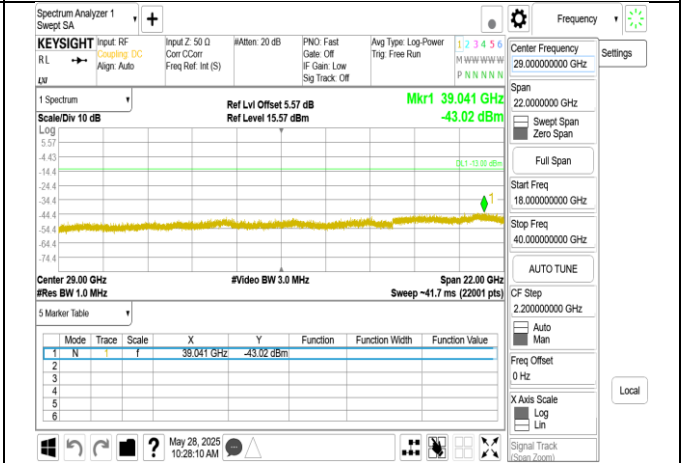 Spectrum Analyzer 1
Swept SA
+
Frequency
KEYSIGHT
RL
LXI
Input: RF
Coupling: DC
Align: Auto
Input Z: 50 Ω
Corr CCorr
Freq Ref: Int (S)
#Atten: 20 dB
PNO: Fast
Gate: Off
IF Gain: Low
Sig Track: Off
Avg Type: Log-Power
Trig: Free Run
1 2 3 4 5 6
M W W W W W
P N N N N N
1 Spectrum
Scale/Div 10 dB
Ref Lvl Offset 5.57 dB
Ref Level 15.57 dBm
Mkr1 39.041 GHz
-43.02 dBm
Log
5.57
-4.43
-14.4
-24.4
-34.4
-44.4
-54.4
-64.4
-74.4
DL1 -13.00 dBm
1
Center 29.00 GHz
#Res BW 1.0 MHz
#Video BW 3.0 MHz
Span 22.00 GHz
Sweep ~41.7 ms (22001 pts)
5 Marker Table
Mode Trace Scale X Y Function Function Width Function Value
1 N 1 f 39.041 GHz -43.02 dBm
2
3
4
5
6
?
May 28, 2025
10:28:10 AM
Center Frequency
29.000000000 GHz
Settings
Span
22.0000000 GHz
Swept Span
Zero Span
Full Span
Start Freq
18.000000000 GHz
Stop Freq
40.000000000 GHz
AUTO TUNE
CF Step
2.200000000 GHz
Auto
Man
Freq Offset
0 Hz
X Axis Scale
Log
Lin
Local
Signal Track
(Span Zoom)